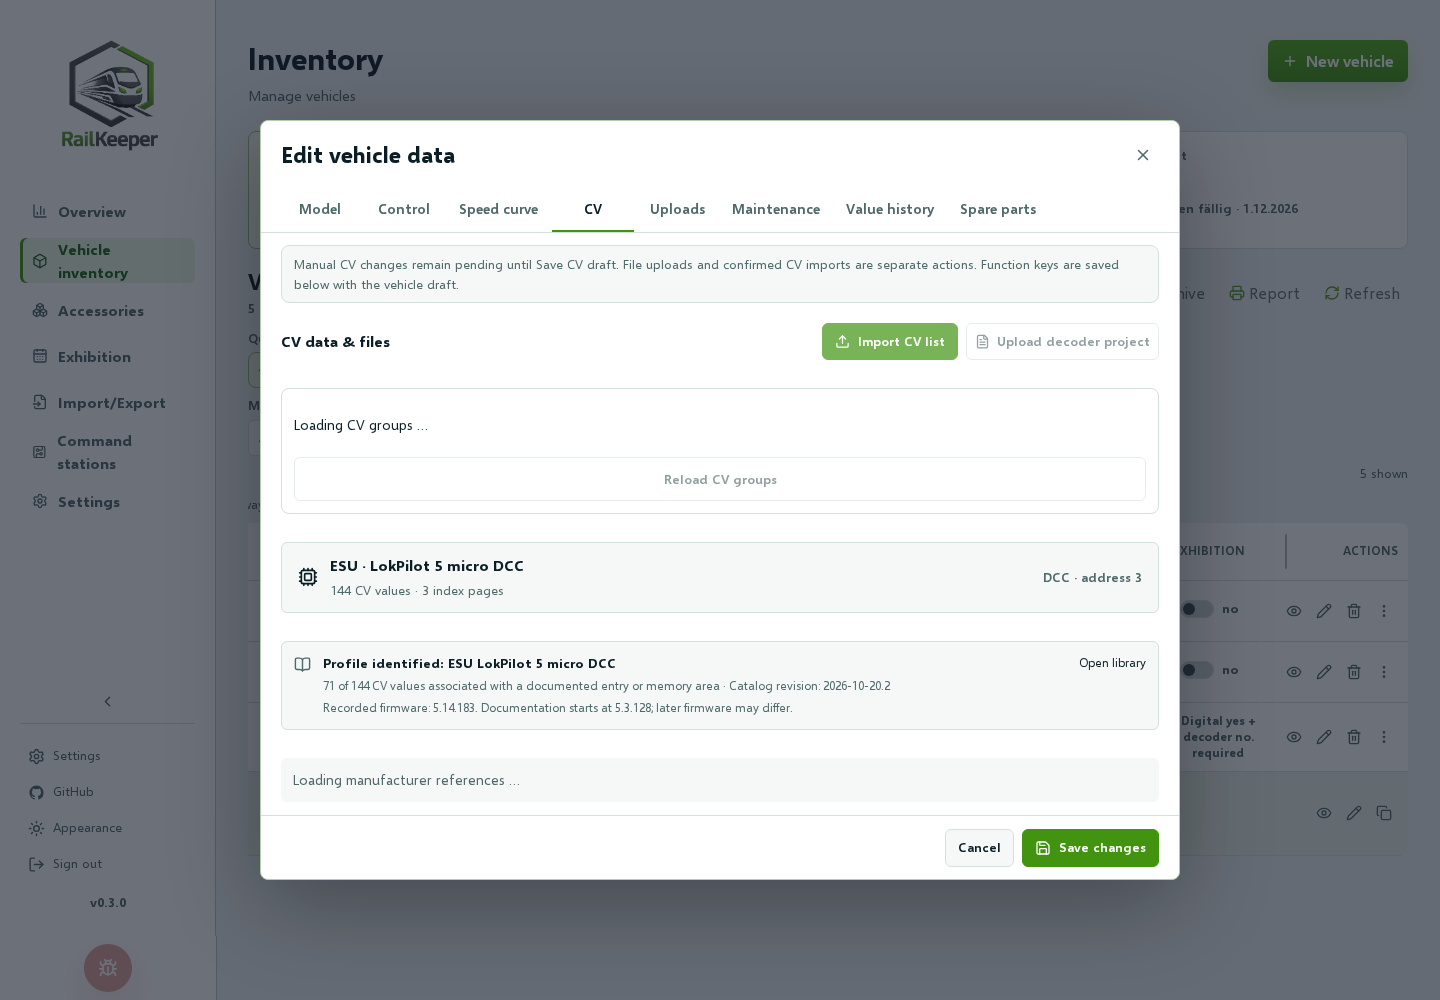 RailKeeper
Overview
Vehicle
inventory
Accessories
Exhibition
Import/Export
Command
stations
Settings
Settings
GitHub
Appearance
Sign out
v0.3.0
Inventory
Manage vehicles
New vehicle
en fällig · 1.12.2026
Report
Refresh
5
5 shown
EXHIBITION
ACTIONS
no
no
Digital yes +
decoder no.
required
Edit vehicle data
Model
Control
Speed curve
CV
Uploads
Maintenance
Value history
Spare parts
Manual CV changes remain pending until Save CV draft. File uploads and confirmed CV imports are separate actions. Function keys are saved
below with the vehicle draft.
CV data & files
Import CV list
Upload decoder project
Loading CV groups ...
Reload CV groups
ESU · LokPilot 5 micro DCC
144 CV values · 3 index pages
DCC · address 3
Profile identified: ESU LokPilot 5 micro DCC
Open library
71 of 144 CV values associated with a documented entry or memory area · Catalog revision: 2026-10-20.2
Recorded firmware: 5.14.183. Documentation starts at 5.3.128; later firmware may differ.
Loading manufacturer references ...
Cancel
Save changes